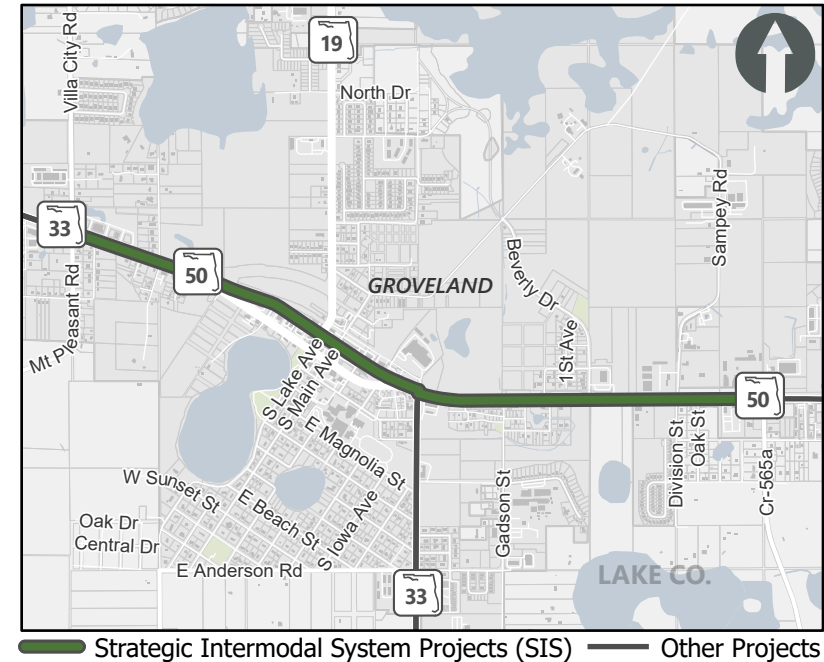 Villa City Rd
19
North Dr
Sampey Rd
33
50
Beverly Dr
GROVELAND
Mt Pleasant Rd
1St Ave
S Lake Ave
S Main Ave
50
E Magnolia St
Division St
Oak St
Cr-565a
W Sunset St
E Beach St
S Iowa Ave
Gadson St
Oak Dr
Central Dr
E Anderson Rd
LAKE CO.
33
Strategic Intermodal System Projects (SIS)
Other Projects